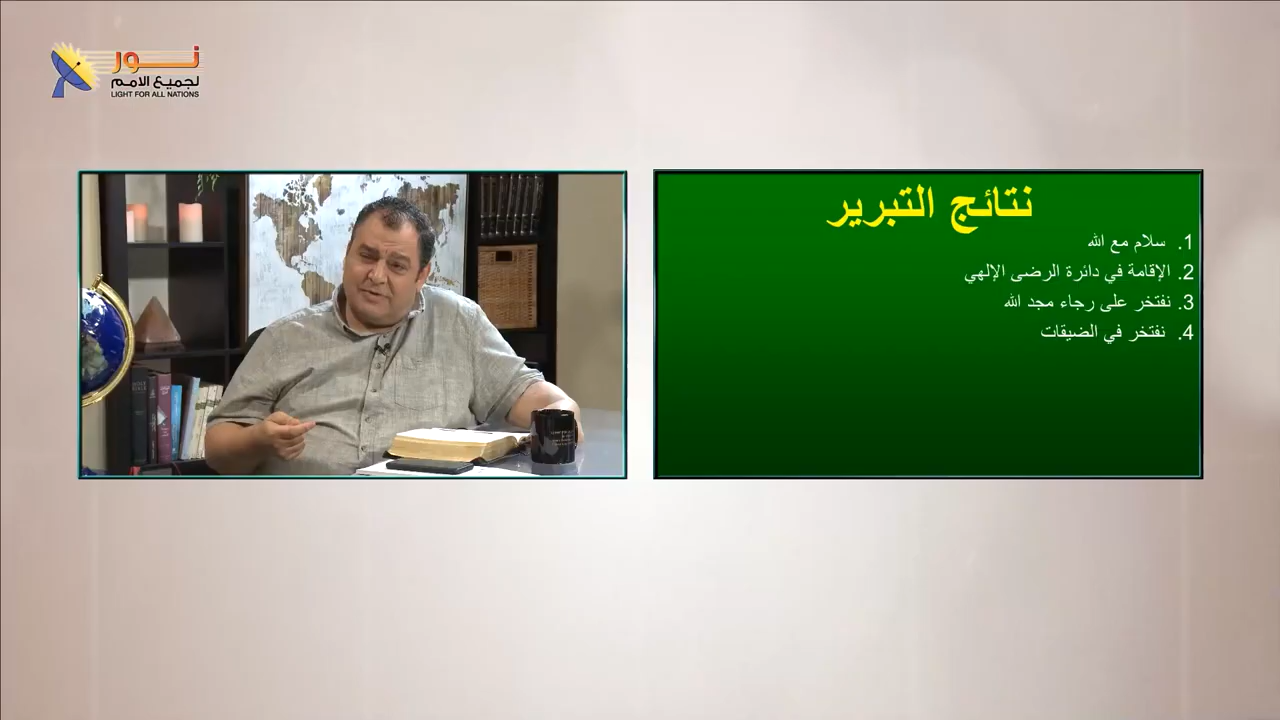 نور
لجميع الامم
LIGHT FOR ALL NATIONS
نتائج التبرير
1. سلام مع الله
2. الإقامة في دائرة الرضى الإلهي
3. نفتخر على رجاء مجد الله
4. نفتخر في الضيقات